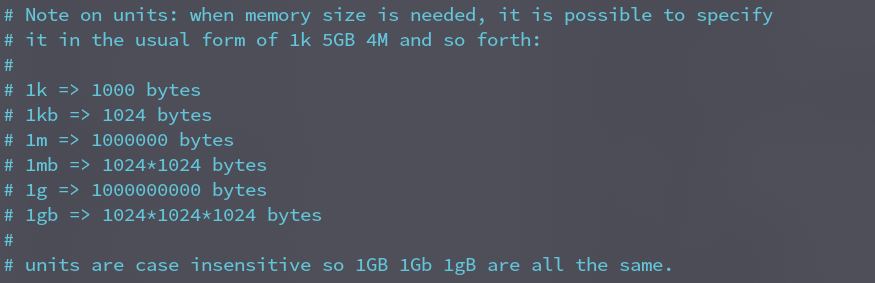 # Note on units: when memory size is needed, it is possible to specify
# it in the usual form of 1k 5GB 4M and so forth:
#
# 1k => 1000 bytes
# 1kb => 1024 bytes
# 1m => 1000000 bytes
# 1mb => 1024*1024 bytes
# 1g => 1000000000 bytes
# 1gb => 1024*1024*1024 bytes
#
# units are case insensitive so 1GB 1Gb 1gB are all the same.